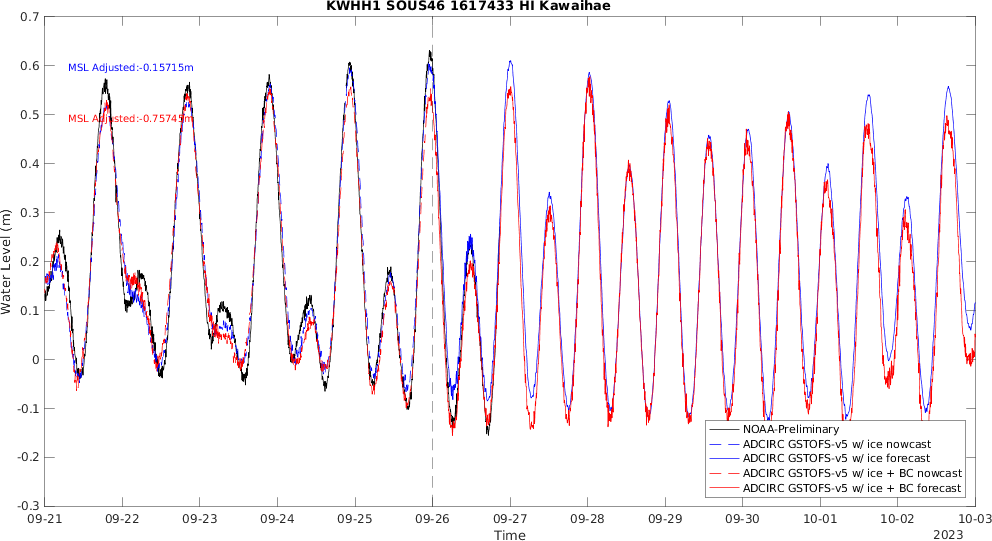 KWHH1 SOUS46 1617433 HI Kawaihae
0.7
0.6
0.5
0.4
0.3
0.2
0.1
0
-0.1
-0.2
-0.3
Water Level (m)
MSL Adjusted:-0.15715m
MSL Adjusted:-0.75745m
NOAA-Preliminary
ADCIRC GSTOFS-v5 w/ ice nowcast
ADCIRC GSTOFS-v5 w/ ice forecast
ADCIRC GSTOFS-v5 w/ ice + BC nowcast
ADCIRC GSTOFS-v5 w/ ice + BC forecast
09-21 09-22 09-23 09-24 09-25 09-26 09-27 09-28 09-29 09-30 10-01 10-02 10-03
Time
2023